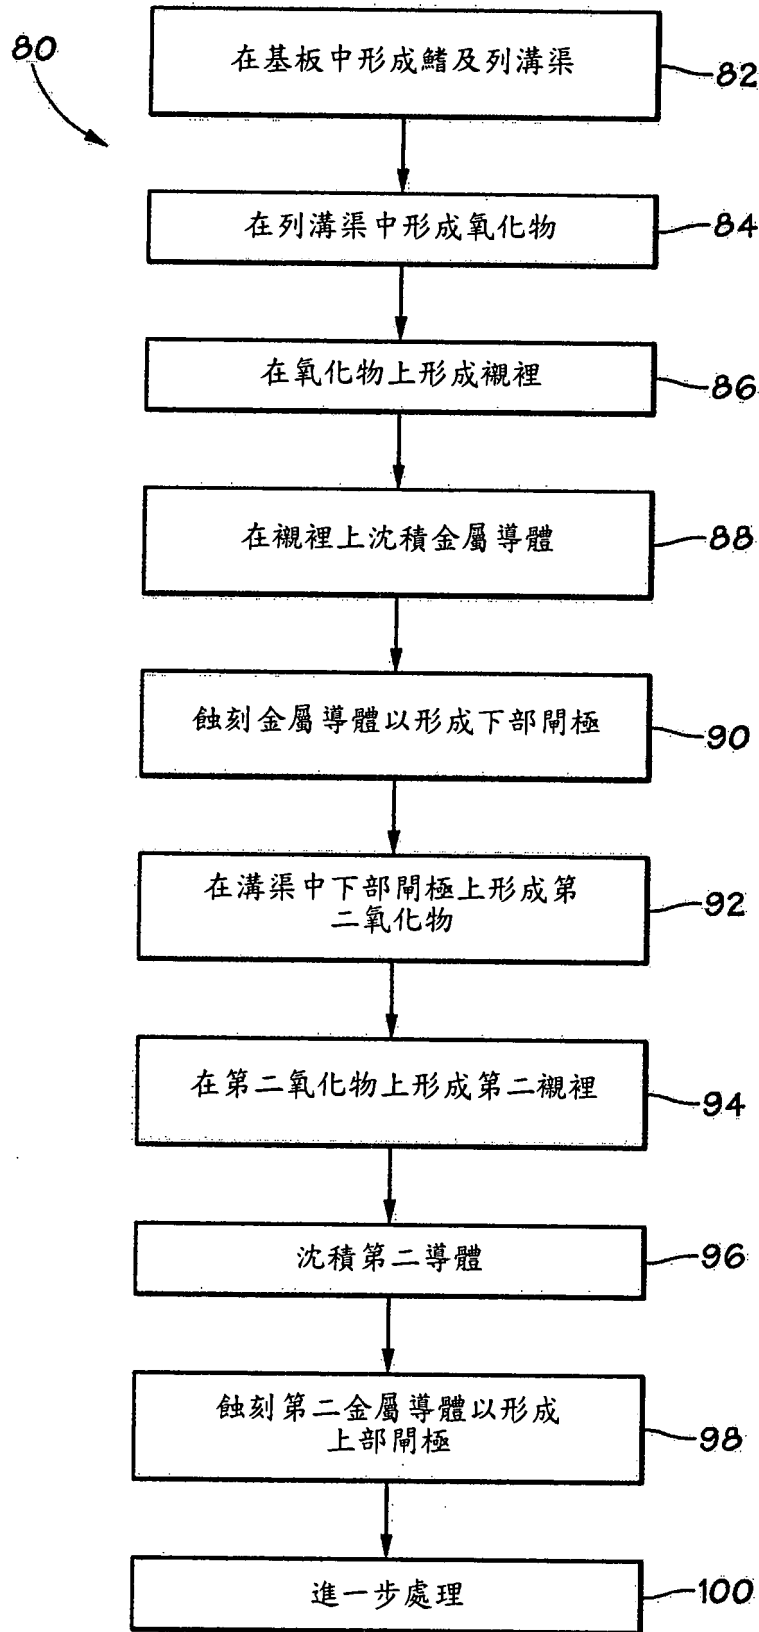 80
在基板中形成鰭及列溝渠
82
在列溝渠中形成氧化物
84
在氧化物上形成襯裡
86
在襯裡上沈積金屬導體
88
蝕刻金屬導體以形成下部閘極
90
在溝渠中下部閘極上形成第
二氧化物
92
在第二氧化物上形成第二襯裡
94
沈積第二導體
96
蝕刻第二金屬導體以形成
上部閘極
98
進一步處理
100